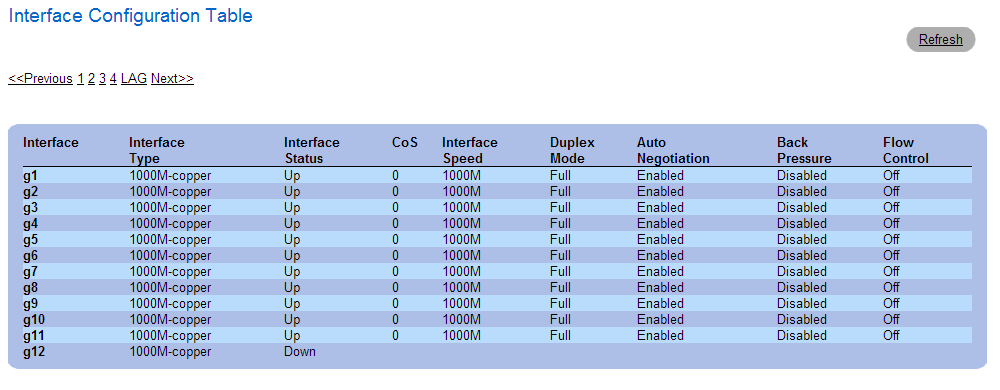 Interface Configuration Table
Refresh
<<Previous 1 2 3 4 LAG Next>>
Interface Interface Type Interface Status CoS Interface Speed Duplex Mode Auto Negotiation Back Pressure Flow Control
g1 1000M-copper Up 0 1000M Full Enabled Disabled Off
g2 1000M-copper Up 0 1000M Full Enabled Disabled Off
g3 1000M-copper Up 0 1000M Full Enabled Disabled Off
g4 1000M-copper Up 0 1000M Full Enabled Disabled Off
g5 1000M-copper Up 0 1000M Full Enabled Disabled Off
g6 1000M-copper Up 0 1000M Full Enabled Disabled Off
g7 1000M-copper Up 0 1000M Full Enabled Disabled Off
g8 1000M-copper Up 0 1000M Full Enabled Disabled Off
g9 1000M-copper Up 0 1000M Full Enabled Disabled Off
g10 1000M-copper Up 0 1000M Full Enabled Disabled Off
g11 1000M-copper Up 0 1000M Full Enabled Disabled Off
g12 1000M-copper Down